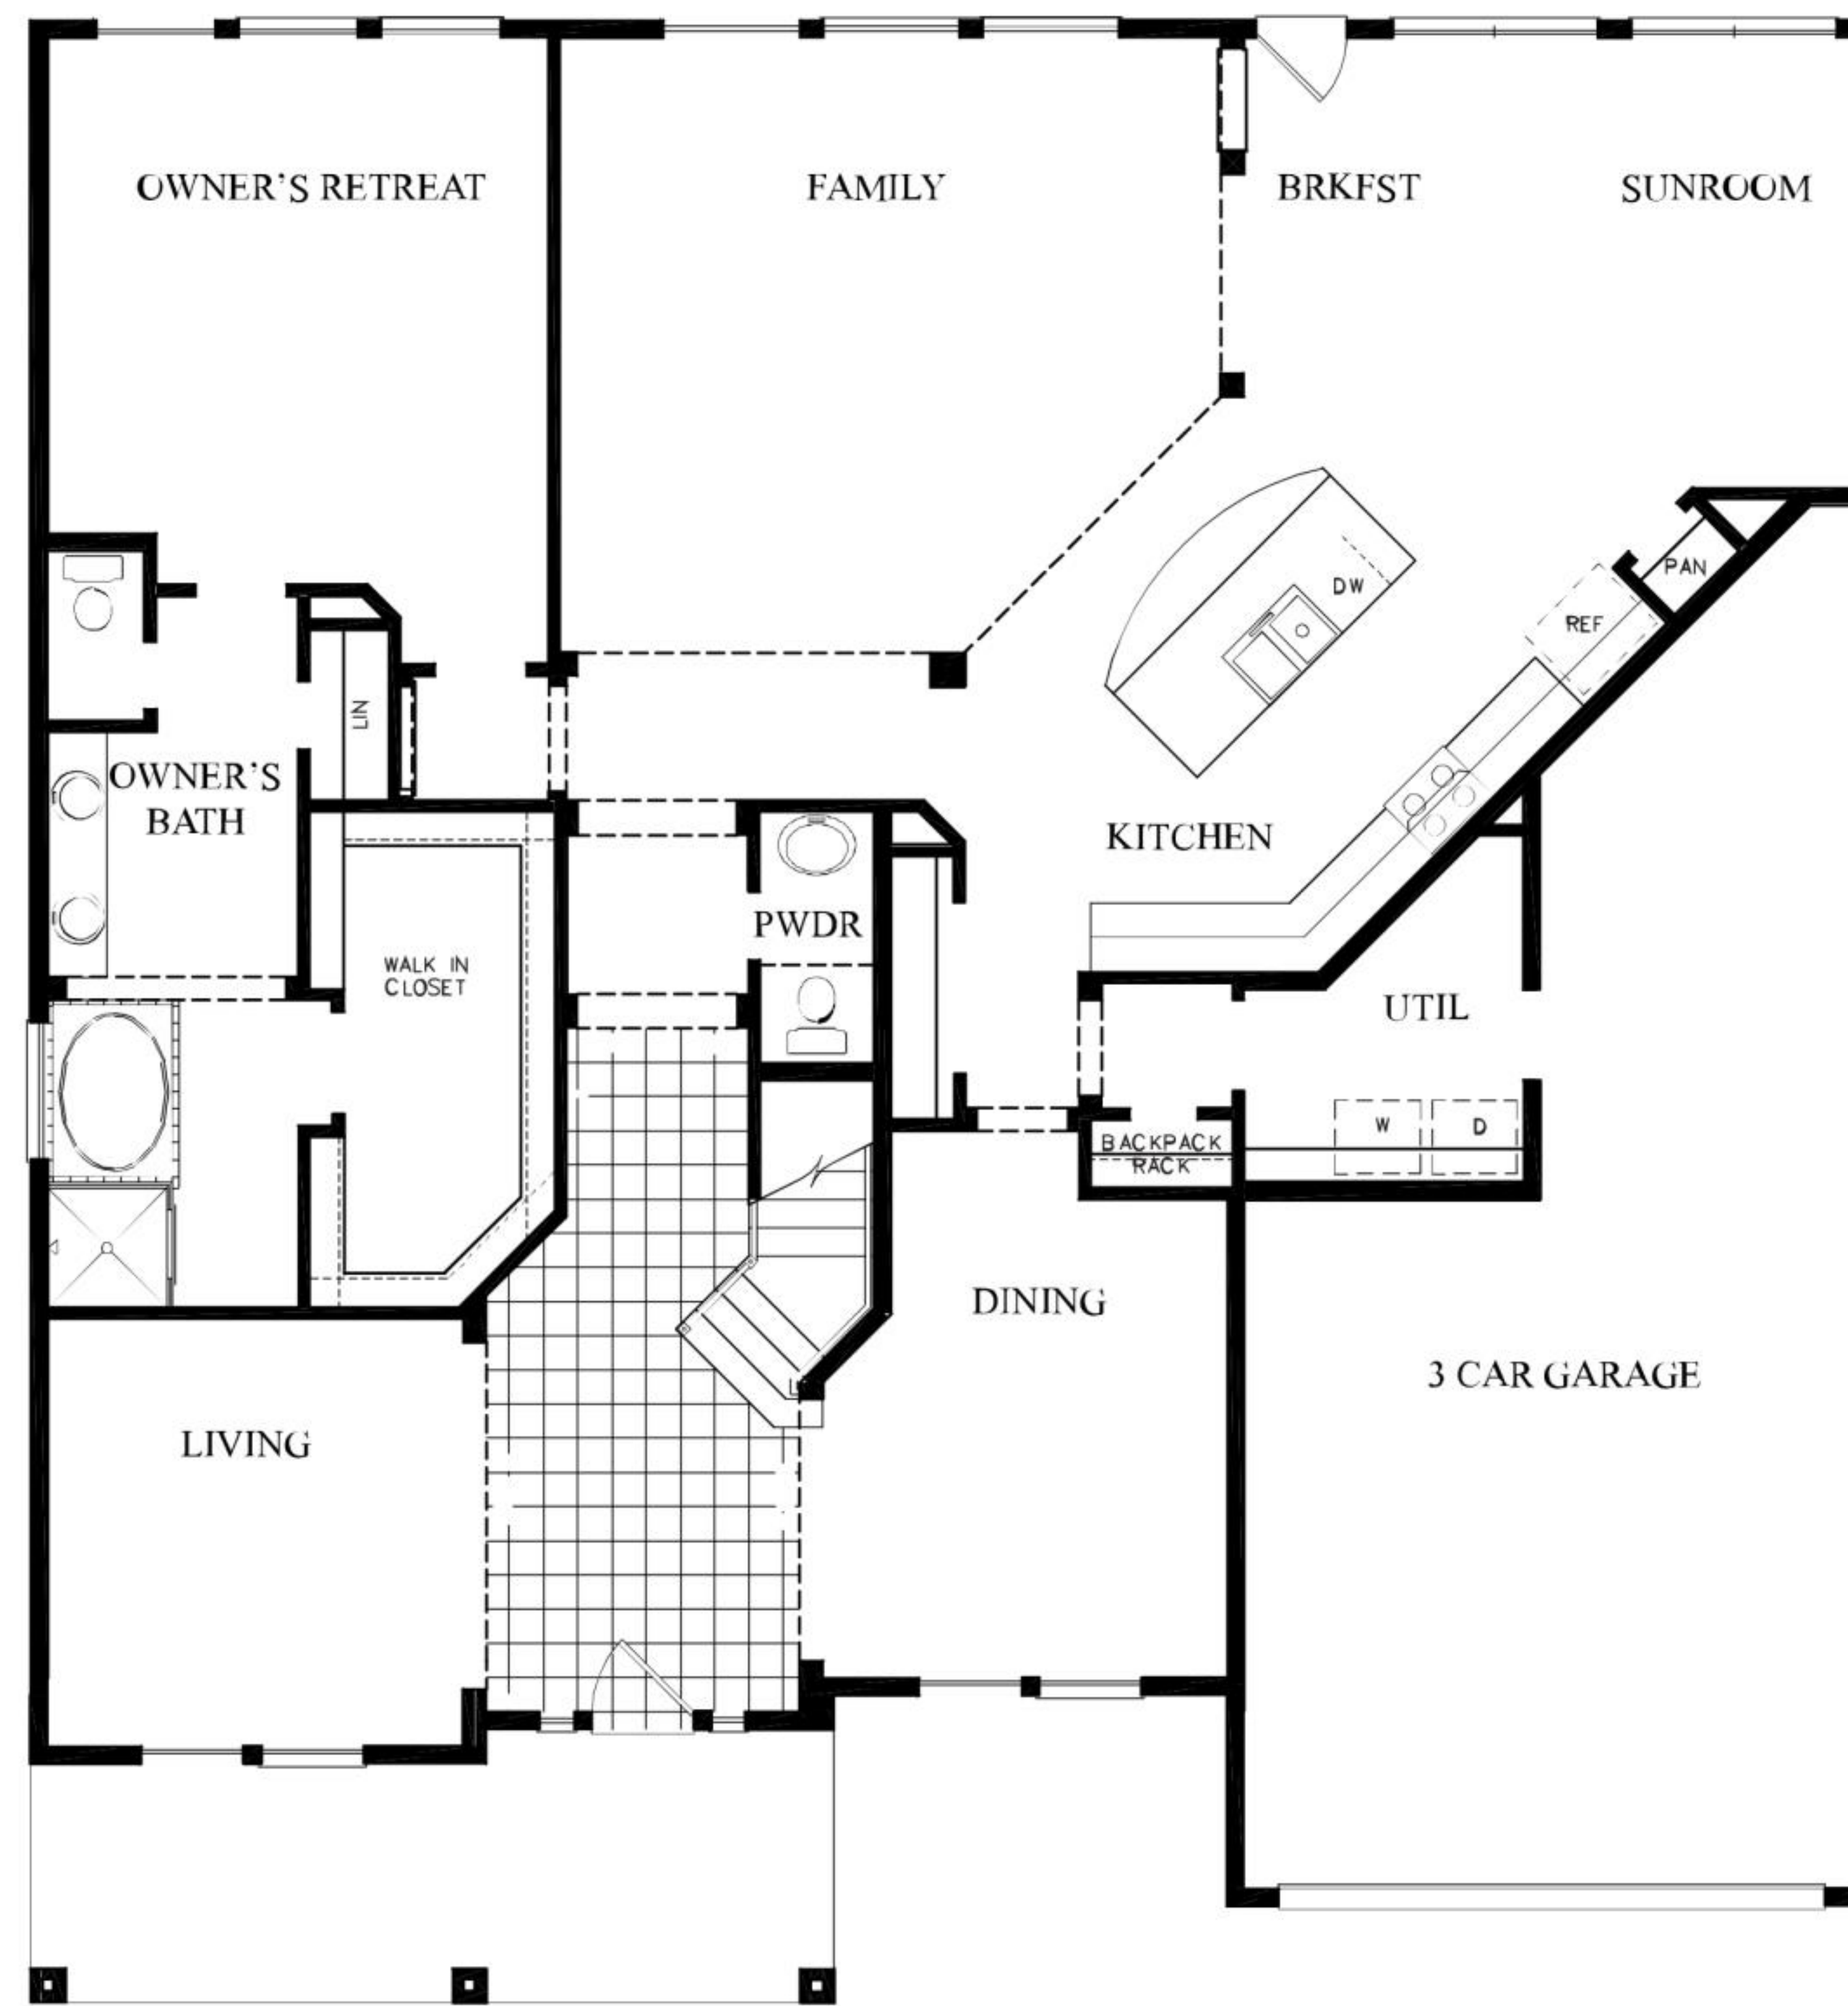 OWNER'S RETREAT
FAMILY
BRKFST
SUNROOM
DW
PAN
REF
LIN
OWNER'S
BATH
KITCHEN
PWDR
WALK IN
CLOSET
UTIL
W
D
BACKPACK
RACK
DINING
3 CAR GARAGE
LIVING